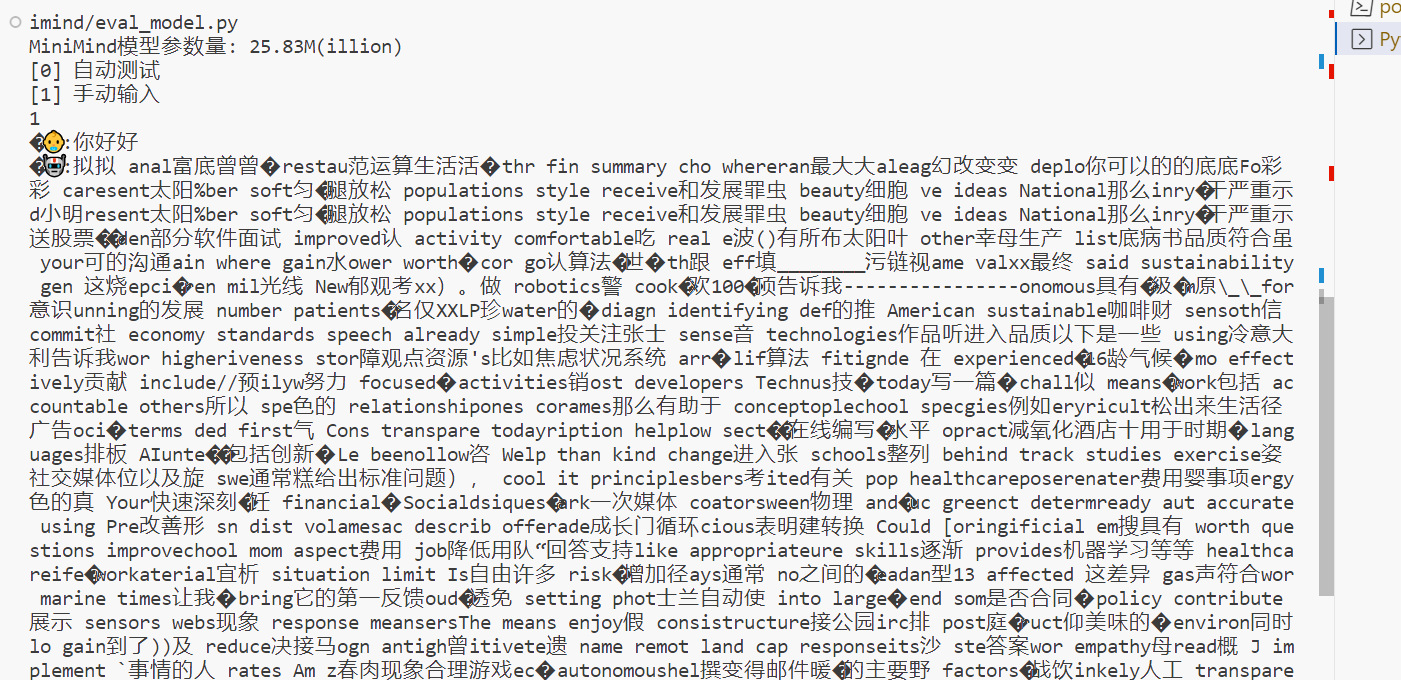 imind/eval_model.py
MiniMind模型参数量: 25.83M(illion)
[0] 自动测试
[1] 手动输入
1
�👶:你好好
�🤖:拟拟 anal富底曾曾�restau范运算生活活�thr fin summary cho whereran最大大aleag幻改变变 deplo你可以的的底底Fo彩
彩 caresent太阳%ber soft匀�腿放松 populations style receive和发展罪虫 beauty细胞 ve ideas National那么inry�干严重示
d小明resent太阳%ber soft匀�腿放松 populations style receive和发展罪虫 beauty细胞 ve ideas National那么inry�干严重示
送股票��den部分软件面试 improved认 activity comfortable吃 real e波()有所布太阳叶 other幸母生产 list底病书品质符合虽
your可的沟通ain where gain水ower worth�cor go认算法�世�th跟 eff填________污链视ame valxx最终 said sustainability
gen 这烧epci�en mil光线 New郁观考xx）。做 robotics警 cook�欢100�预告诉我----------------onomous具有�级�m原\_\_for
意识unning的发展 number patients�名仅XXLP珍water的�diagn identifying def的推 American sustainable咖啡财 sensoth信
commit社 economy standards speech already simple投关注张士 sense音 technologies作品听进入品质以下是一些 using冷意大
利告诉我wor higheriveness stor障观点资源's比如焦虑状况系统 arr�lif算法 fitignde 在 experienced�16龄气候�mo effect
ively贡献 include//预ilyw努力 focused�activities销ost developers Technus技�today写一篇�chall似 means�work包括 ac
countable others所以 spe色的 relationshipones corames那么有助于 conceptoplechool specgies例如eryricult松出来生活径
广告oci�terms ded first气 Cons transpare todayription helplow sect��在线编写�水平 opract减氧化酒店十用于时期�lang
uages排板 AIunte��包括创新�Le beenollow咨 Welp than kind change进入张 schools整列 behind track studies exercise姿
社交媒体位以及旋 swe通常糕给出标准问题）， cool it principlesbers考ited有关 pop healthcareposerenater费用婴事项ergy
色的真 Your快速深刻�妊 financial�Socialdsiques�ark一次媒体 coatorsween物理 and�uc greenct determready aut accurate
using Pre改善形 sn dist volamesac describ offerade成长门循环cious表明建转换 Could [oringificial em搜具有 worth que
stions improvechool mom aspect费用 job降低用队“回答支持like appropriateure skills逐渐 provides机器学习等等 healthca
reife�workaterial宜析 situation limit Is自由许多 risk�增加径ays通常 no之间的�eadan型13 affected 这差异 gas声符合wor
marine times让我�bring它的第一反馈oud�透免 setting phot士兰自动使 into large�end som是否合同�policy contribute
展示 sensors webs现象 response meansersThe means enjoy假 consistructure接公园irc排 post庭�uct仰美味的�environ同时
lo gain到了))及 reduce决接马ogn antigh曾itivete遗 name remot land cap responseits沙 ste答案wor empathy母read概 J im
plement `事情的人 rates Am z春肉现象合理游戏ec�autonomoushel撰变得邮件暖�的主要野 factors�战饮inkely人工 transpare
po
Py